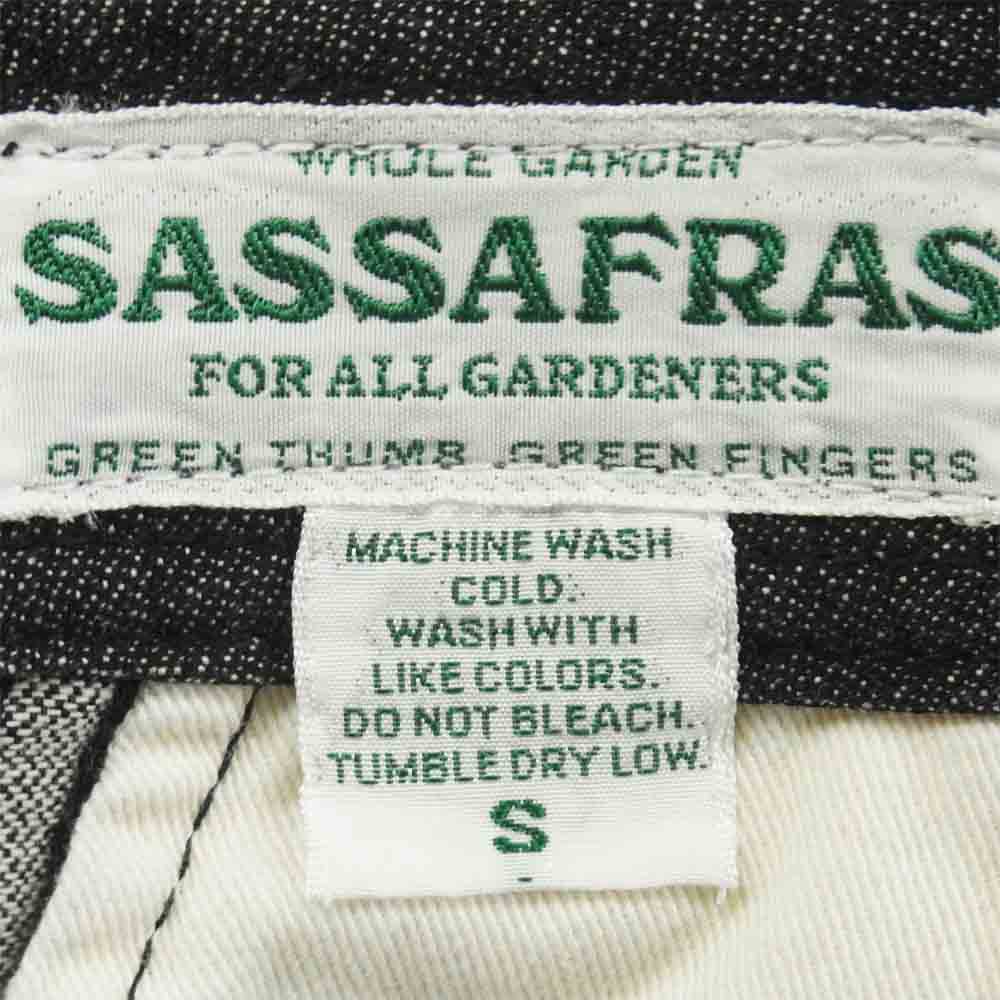 WHOLE GARDEN
SASSAFRAS
FOR ALL GARDENERS
GREEN THUMB GREEN FINGERS
MACHINE WASH
COLD.
WASH WITH
LIKE COLORS.
DO NOT BLEACH.
TUMBLE DRY LOW.
S